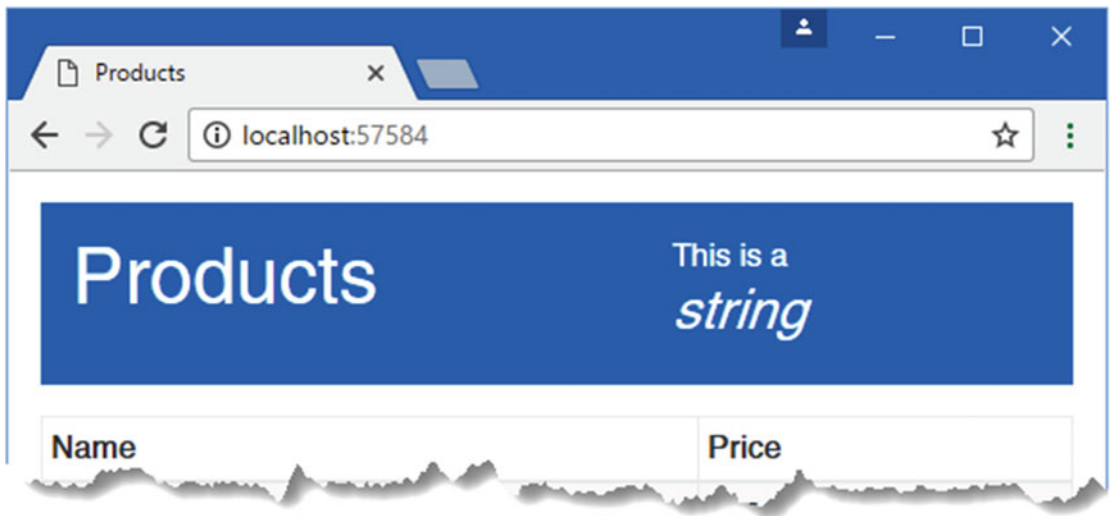 Products
localhost:57584
Products
This is a
string
Name Price